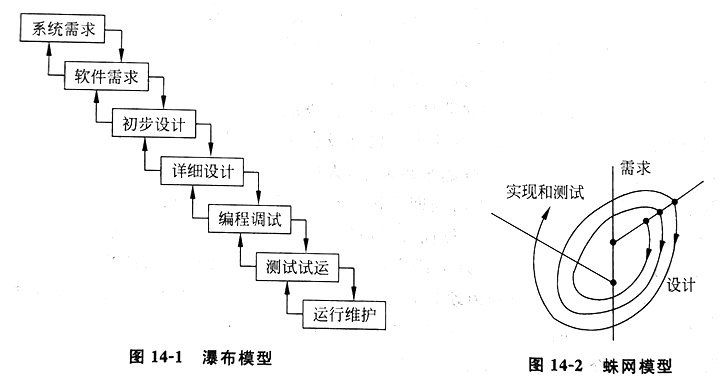 系统需求
软件需求
初步设计
详细设计
编程调试
测试试运
运行维护
图 14-1 瀑布模型
需求
实现和测试
设计
图 14-2 蛛网模型